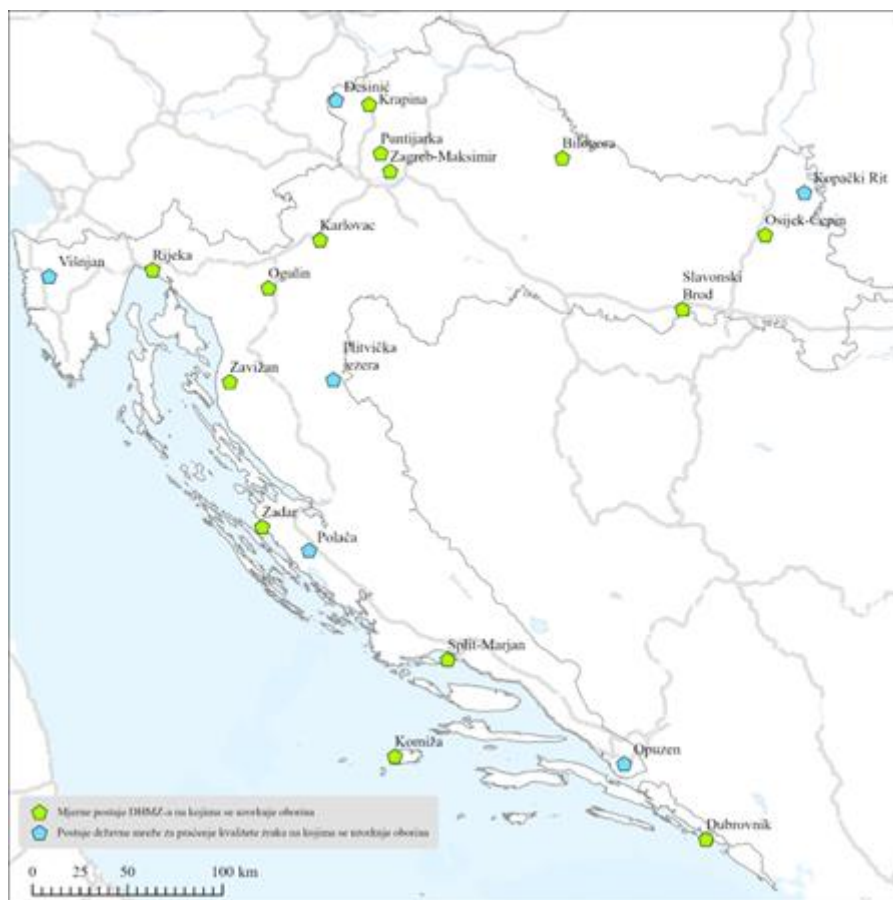 Desinić
Krapina
Puntijarka
Zagreb-Maksimir
Bilogora
Kopački Rit
Osijek-Čepin
Karlovac
Rijeka
Višnjan
Ogulin
Slavonski
Brod
Zavižan
Plitvička
jezera
Zadar
Polača
Split-Marjan
Komiža
Opuzen
Dubrovnik
Mjerne postaje DHMZ-a na kojima se uzorkuje oborina
Postaje državne mreže za praćenje kvalitete zraka na kojima se uzorkuje oborina
0 25 50 100 km